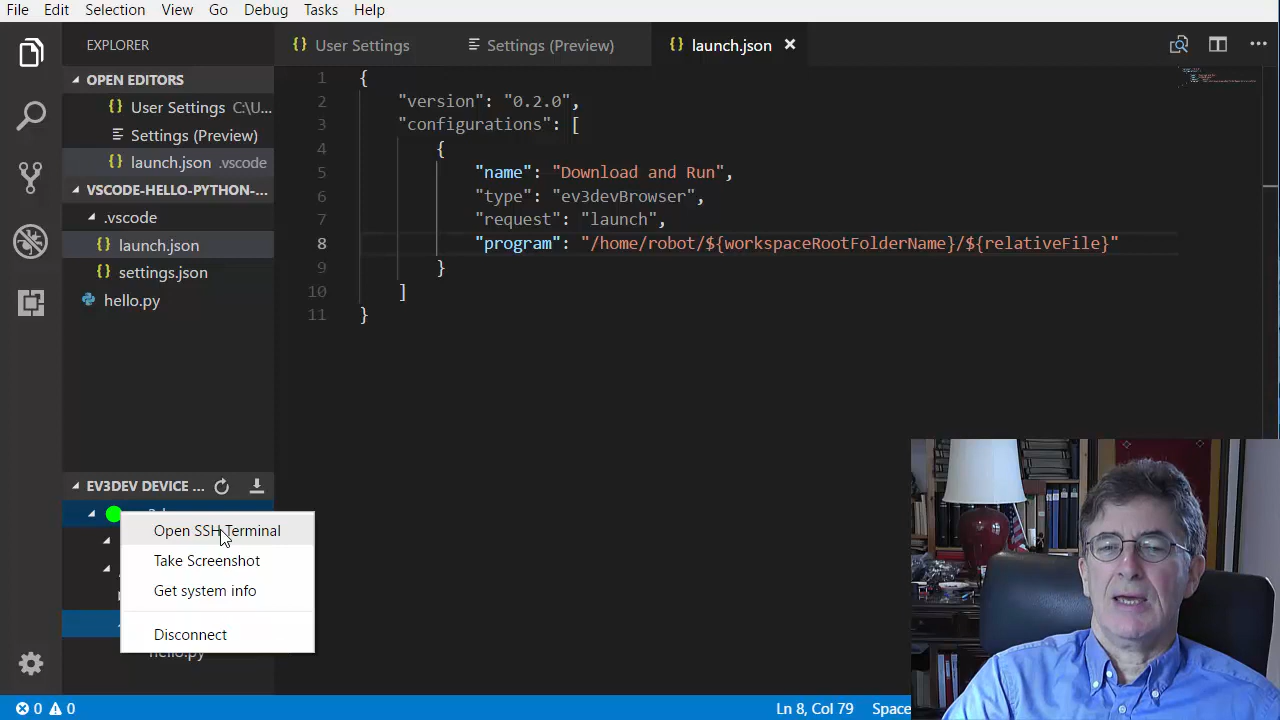 File Edit Selection View Go Debug Tasks Help
EXPLORER
User Settings
Settings (Preview)
launch.json
OPEN EDITORS
User Settings C:\U...
Settings (Preview)
launch.json .vscode
VSCODE-HELLO-PYTHON-...
.vscode
launch.json
settings.json
hello.py
1 {
2 "version": "0.2.0",
3 "configurations": [
4 {
5 "name": "Download and Run",
6 "type": "ev3devBrowser",
7 "request": "launch",
8 "program": "/home/robot/${workspaceRootFolderName}/${relativeFile}"
9 }
10 ]
11 }
EV3DEV DEVICE ...
Open SSH Terminal
Take Screenshot
Get system info
Disconnect
hello.py
0 0
Ln 8, Col 79
Space